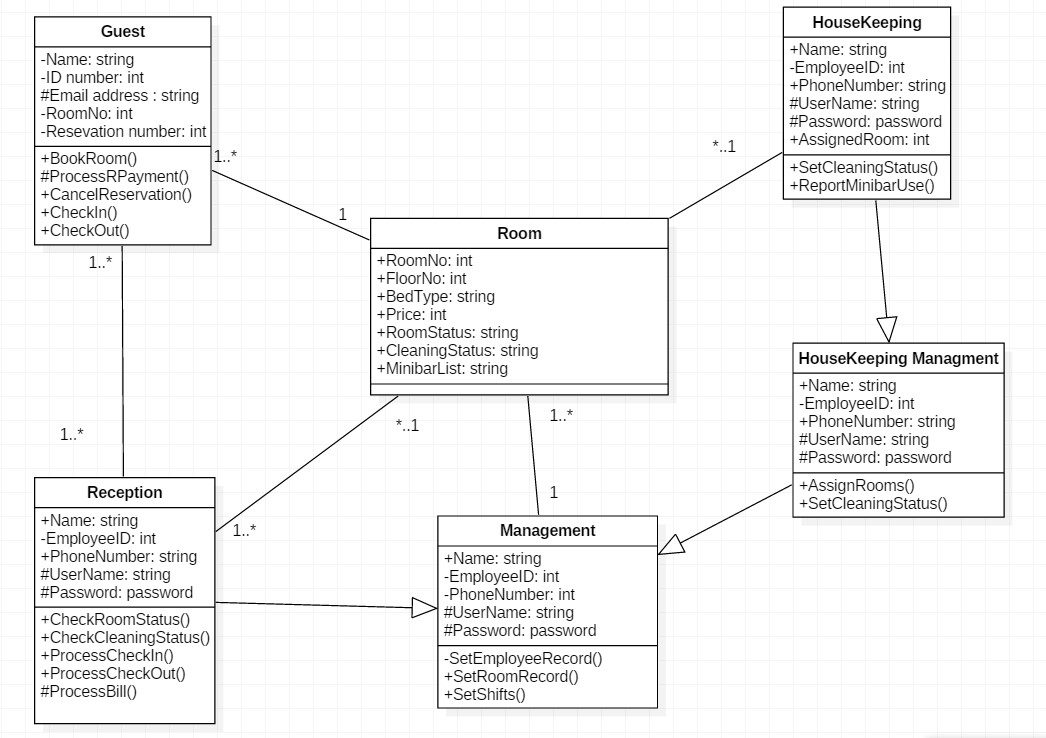 Guest
-Name: string
-ID number: int
#Email address : string
-RoomNo: int
-Resevation number: int
+BookRoom()
#ProcessRPayment()
+CancelReservation()
+CheckIn()
+CheckOut()
1..*
1
1..*
1..*
HouseKeeping
+Name: string
-EmployeeID: int
+PhoneNumber: string
#UserName: string
#Password: password
+AssignedRoom: int
+SetCleaningStatus()
+ReportMinibarUse()
*..1
Room
+RoomNo: int
+FloorNo: int
+BedType: string
+Price: int
+RoomStatus: string
+CleaningStatus: string
+MinibarList: string
*..1
1..*
1..*
1
HouseKeeping Managment
+Name: string
-EmployeeID: int
+PhoneNumber: string
#UserName: string
#Password: password
+AssignRooms()
+SetCleaningStatus()
Reception
+Name: string
-EmployeeID: int
+PhoneNumber: string
#UserName: string
#Password: password
+CheckRoomStatus()
+CheckCleaningStatus()
+ProcessCheckIn()
+ProcessCheckOut()
#ProcessBill()
Management
+Name: string
-EmployeeID: int
-PhoneNumber: int
#UserName: string
#Password: password
-SetEmployeeRecord()
+SetRoomRecord()
+SetShifts()